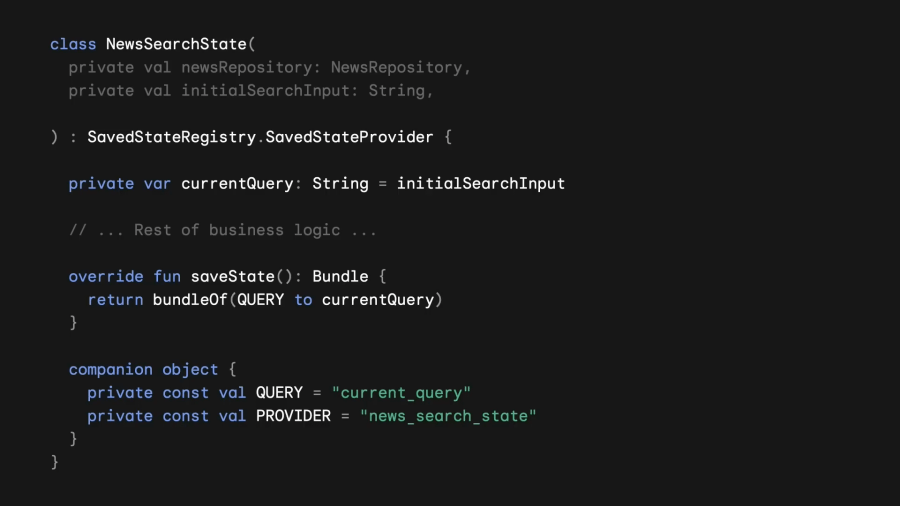 class NewsSearchState(
  private val newsRepository: NewsRepository,
  private val initialSearchInput: String,
) : SavedStateRegistry.SavedStateProvider {
  private var currentQuery: String = initialSearchInput
  // ... Rest of business logic ...
  override fun saveState(): Bundle {
    return bundleOf(QUERY to currentQuery)
  }
  companion object {
    private const val QUERY = "current_query"
    private const val PROVIDER = "news_search_state"
  }
}